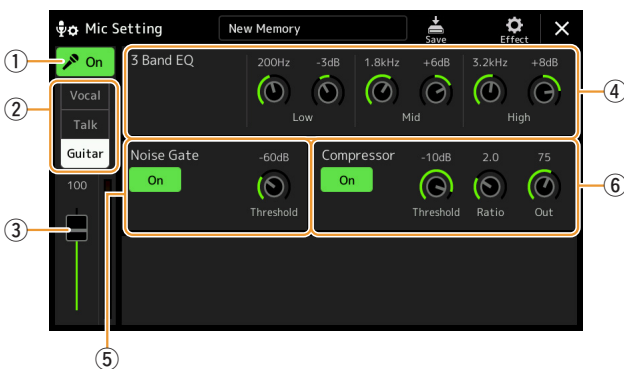 Mic Setting
New Memory
Save
Effect
1
On
2
Vocal
Talk
Guitar
100
3
3 Band EQ
200Hz -3dB 1.8kHz +6dB 3.2kHz +8dB
Low Mid High
4
Noise Gate
On
-60dB
Threshold
5
Compressor
On
-10dB 2.0 75
Threshold Ratio Out
6